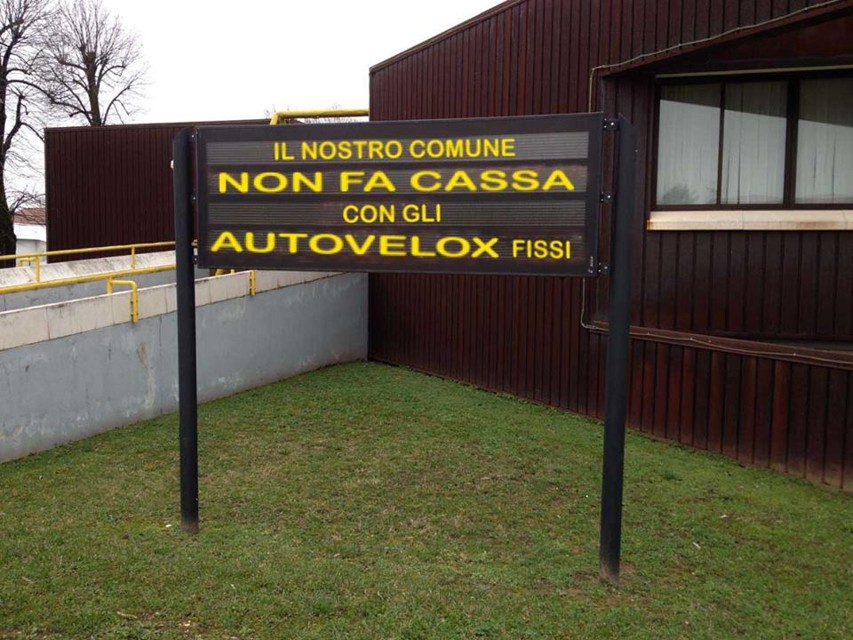 IL NOSTRO COMUNE
NON FA CASSA
CON GLI
AUTOVELOX FISSI